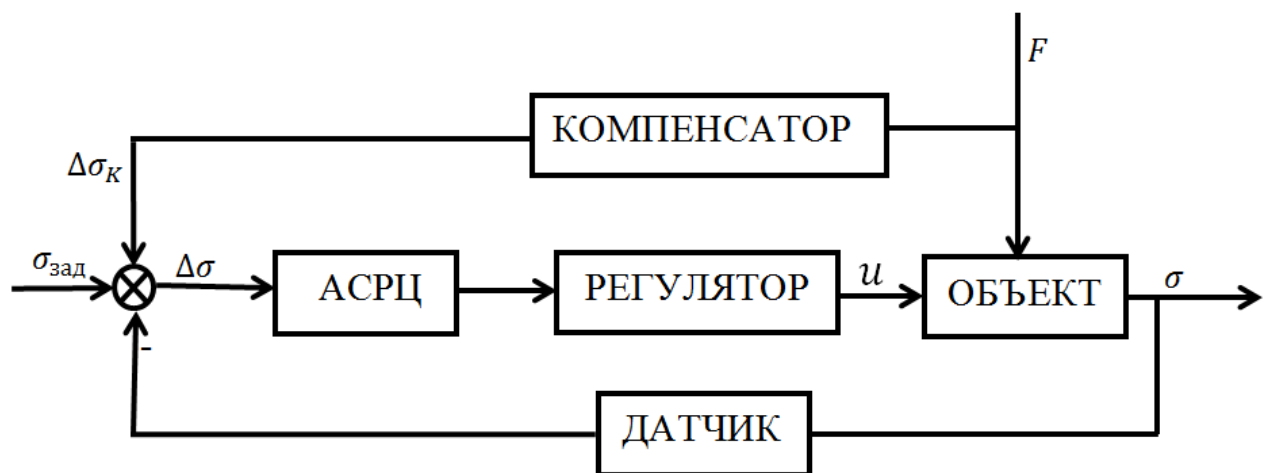 F
КОМПЕНСАТОР
Δσ_K
σ_зад
Δσ
АСРЦ
РЕГУЛЯТОР
u
ОБЪЕКТ
σ
-
ДАТЧИК